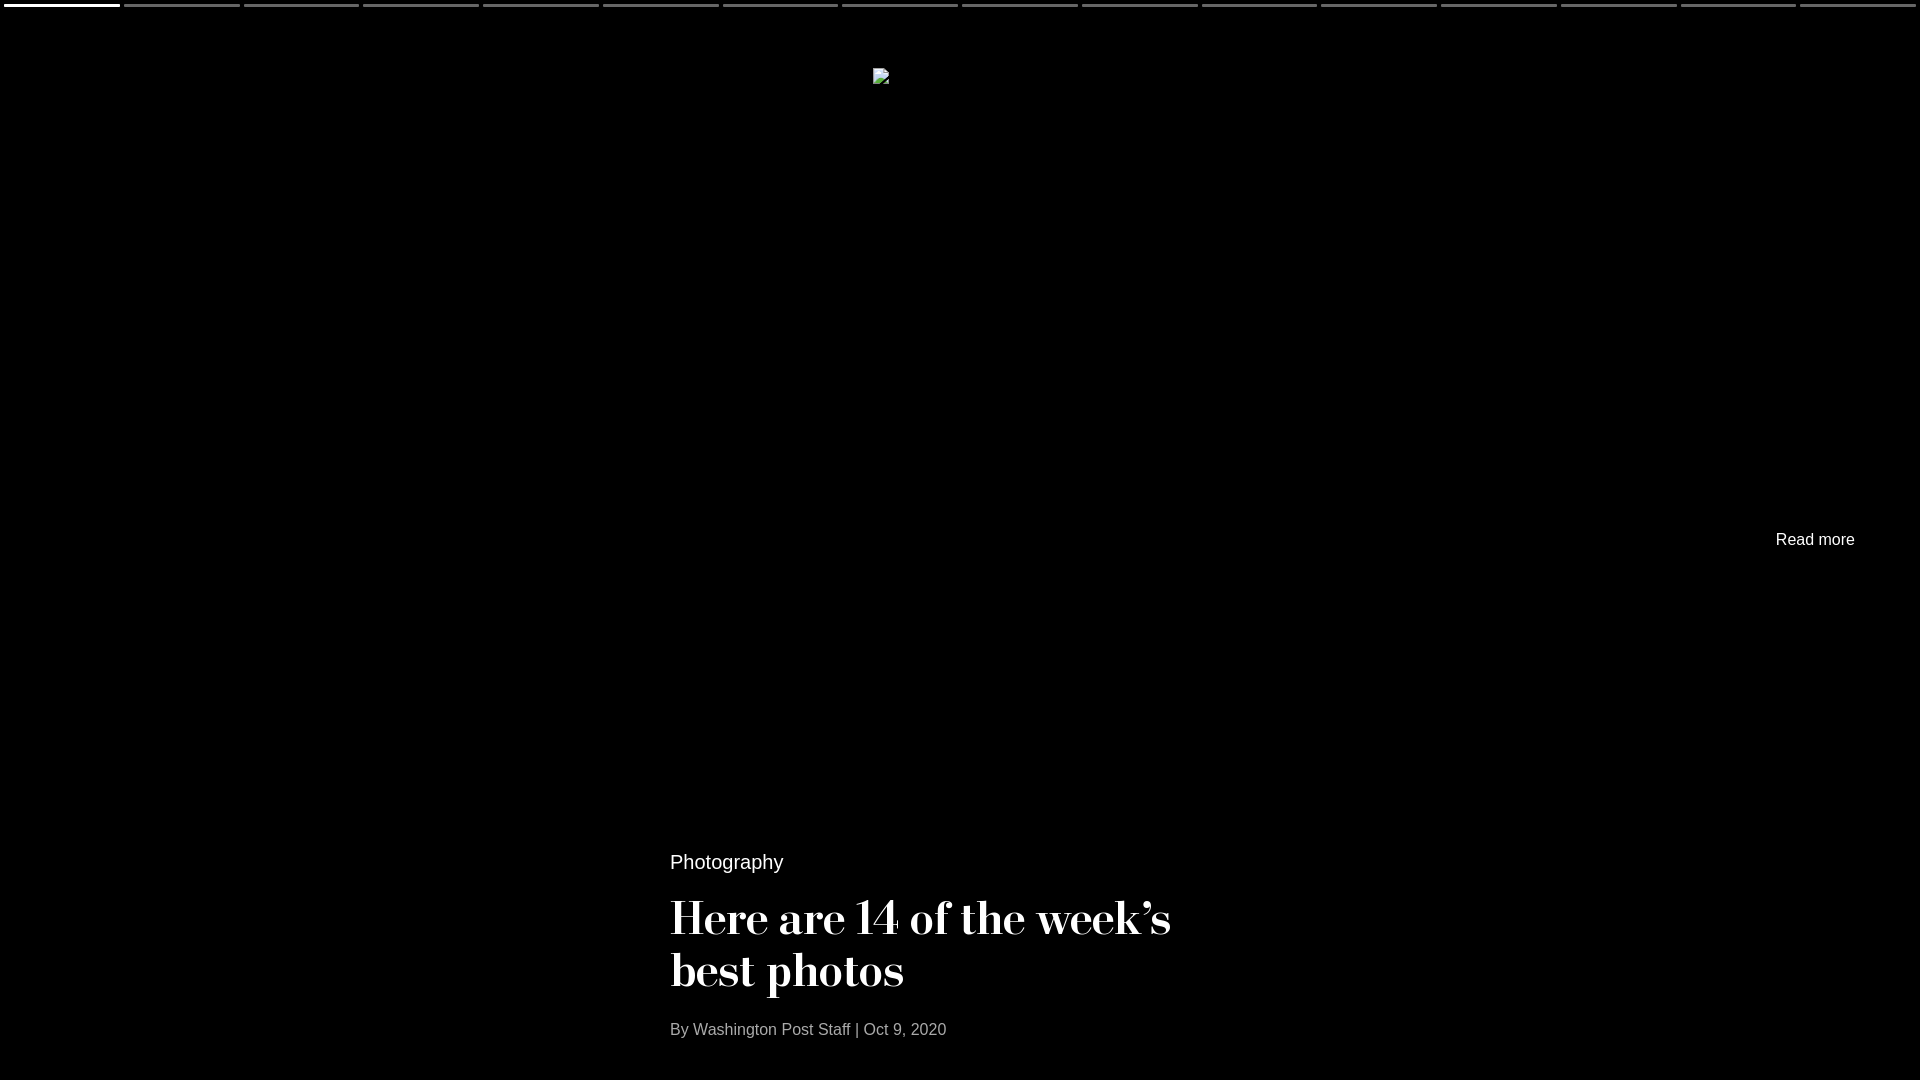 Read more
Photography
Here are 14 of the week’s
best photos
By Washington Post Staff | Oct 9, 2020